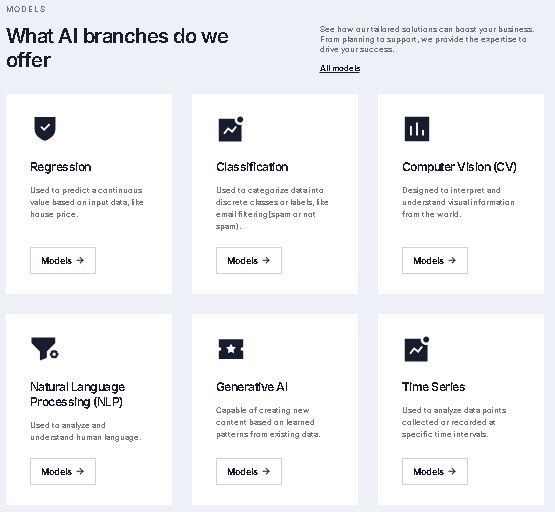 MODELS
What AI branches do we
offer
See how our tailored solutions can boost your business.
From planning to support, we provide the expertise to
drive your success.
All models
Regression
Used to predict a continuous
value based on input data, like
house price.
Models →
Classification
Used to categorize data into
discrete classes or labels, like
email filtering (spam or not
spam).
Models →
Computer Vision (CV)
Designed to interpret and
understand visual information
from the world.
Models →
Natural Language
Processing (NLP)
Used to analyze and
understand human language.
Models →
Generative AI
Capable of creating new
content based on learned
patterns from existing data.
Models →
Time Series
Used to analyze data points
collected or recorded at
specific time intervals.
Models →